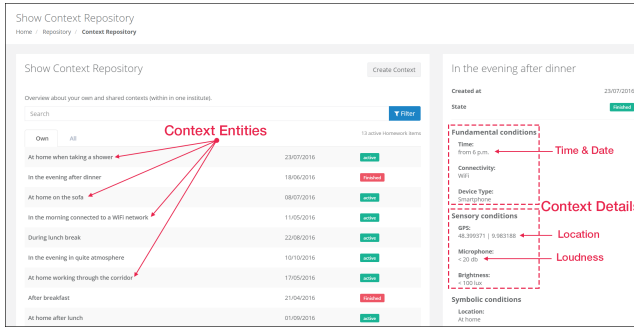 Show Context Repository
Home / Repository / Context Repository
Show Context Repository
Create Context
Overview about your own and shared contexts (within in one institute).
Search
Filter
Own
All
13 active Homework items
Context Entities
At home when taking a shower 23/07/2016 active
In the evening after dinner 18/06/2016 Finished
At home on the sofa 08/07/2016 active
In the morning connected to a WiFi network 11/05/2016 active
During lunch break 22/08/2016 active
In the evening in quite atmosphere 10/10/2016 active
At home working through the corridor 17/05/2016 active
After breakfast 21/04/2016 Finished
At home after lunch 01/09/2016 active
In the evening after dinner
Created at 23/07/2016
State Finished
Fundamental conditions
Time:
from 6 p.m.
Time & Date
Connectivity:
WiFi
Device Type:
Smartphone
Context Details
Sensory conditions
GPS:
48.399371 | 9.983188
Location
Microphone:
< 20 db
Loudness
Brightness:
≈ 100 lux
Symbolic conditions
Location:
At home